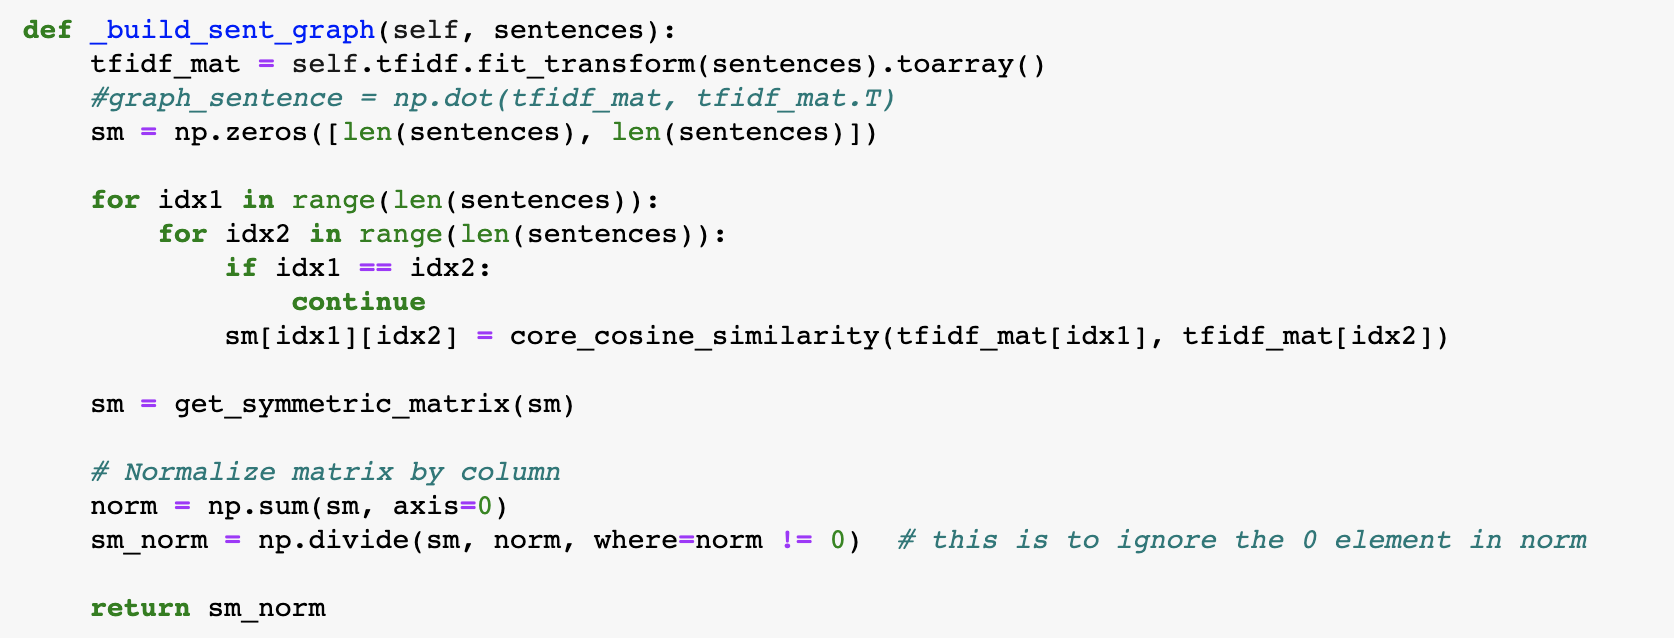 def _build_sent_graph(self, sentences):
    tfidf_mat = self.tfidf.fit_transform(sentences).toarray()
    #graph_sentence = np.dot(tfidf_mat, tfidf_mat.T)
    sm = np.zeros([len(sentences), len(sentences)])

    for idx1 in range(len(sentences)):
        for idx2 in range(len(sentences)):
            if idx1 == idx2:
                continue
            sm[idx1][idx2] = core_cosine_similarity(tfidf_mat[idx1], tfidf_mat[idx2])

    sm = get_symmetric_matrix(sm)

    # Normalize matrix by column
    norm = np.sum(sm, axis=0)
    sm_norm = np.divide(sm, norm, where=norm != 0)  # this is to ignore the 0 element in norm

    return sm_norm